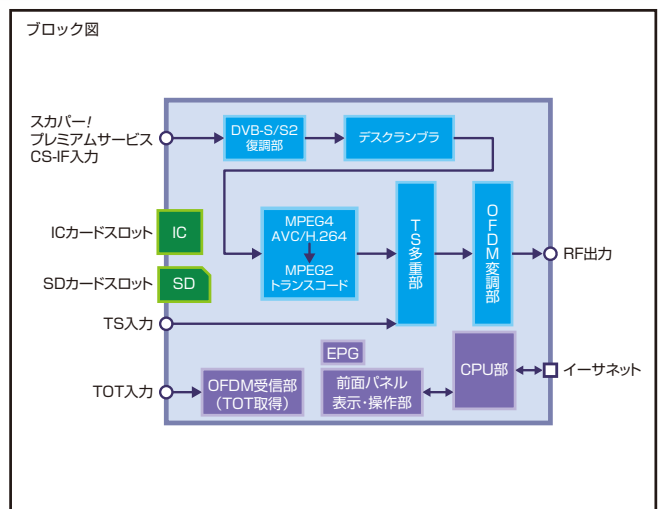 ブロック図
スカパー!
プレミアムサービス
CS-IF入力
DVB-S/S2
復調部
デスクランブラ
ICカードスロット
IC
SDカードスロット
SD
MPEG4
AVC/H.264
MPEG2
トランスコード
TS多重部
OFDM変調部
RF出力
TS入力
EPG
CPU部
イーサネット
TOT入力
OFDM受信部
(TOT取得)
前面パネル
表示・操作部